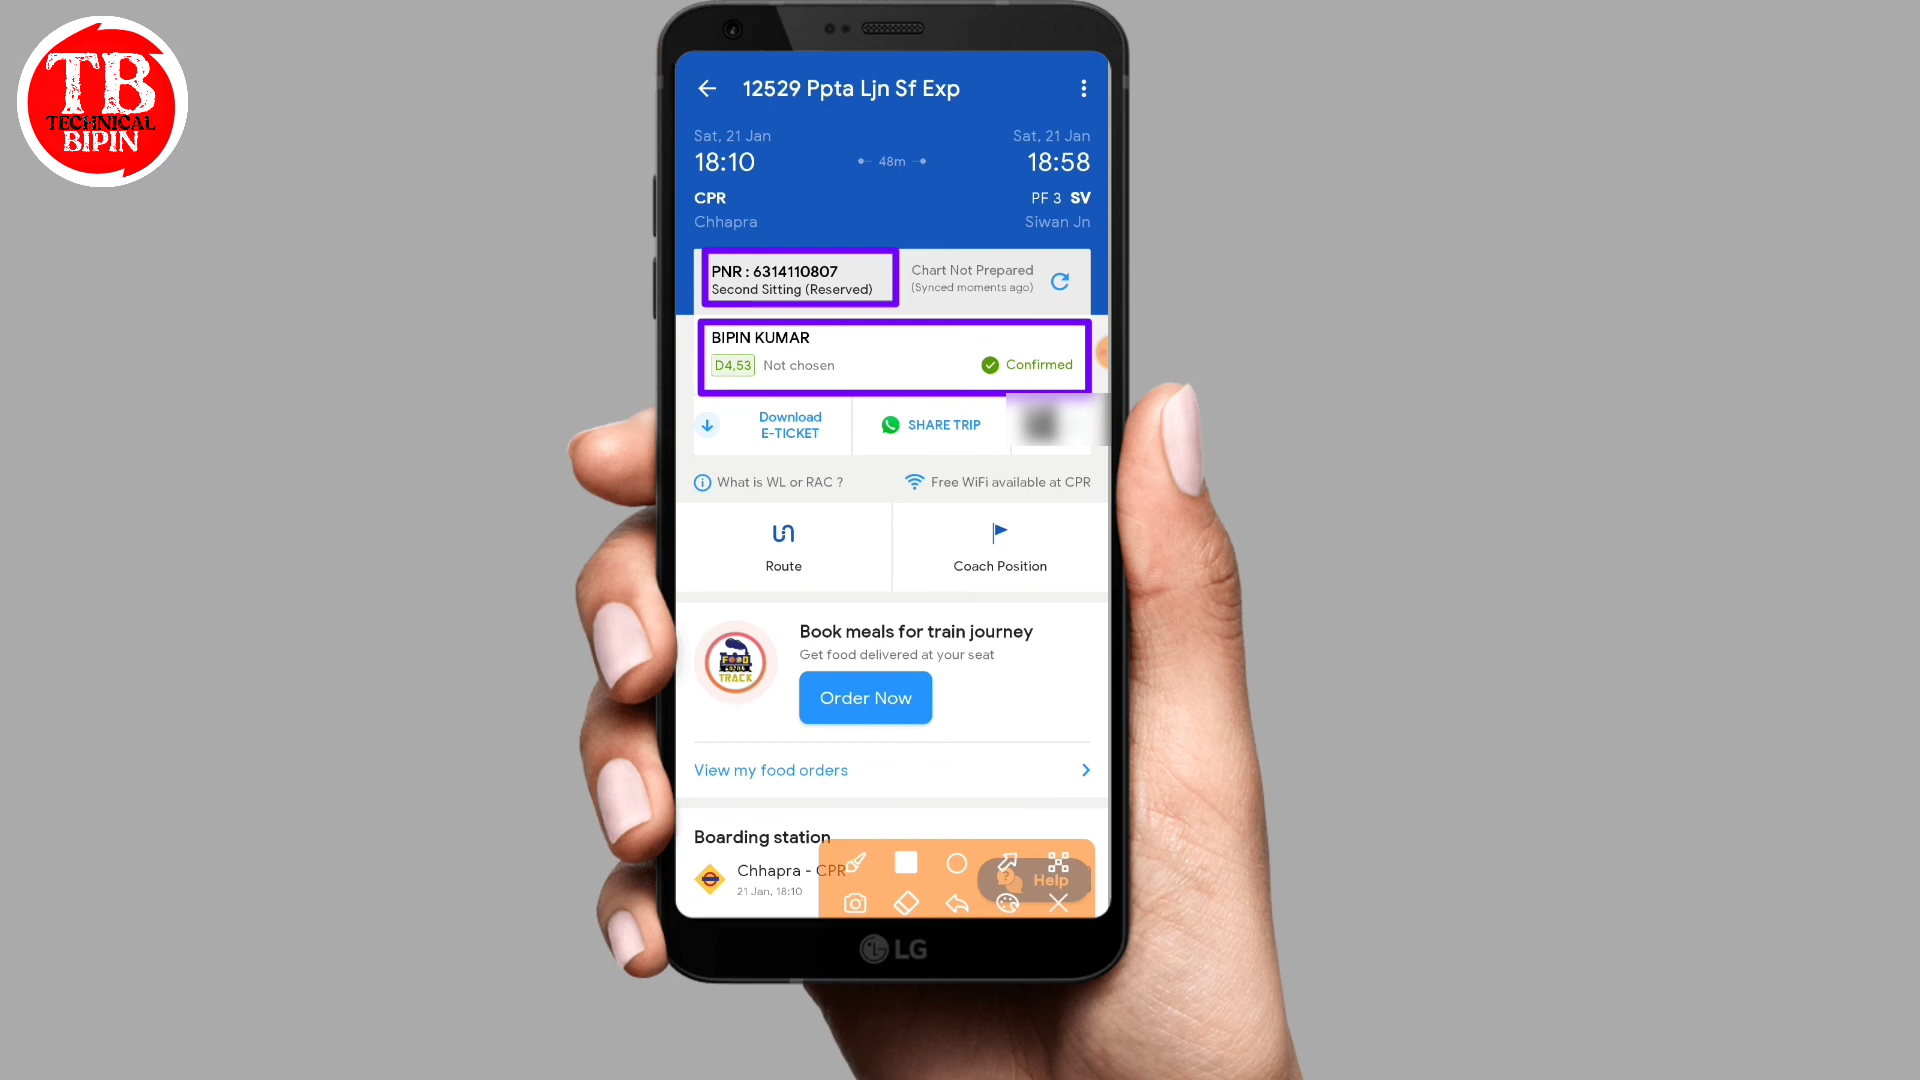 TB
TECHNICAL
BIPIN
12529 Ppta Ljn Sf Exp
Sat, 21 Jan
Sat, 21 Jan
18:10
48m
18:58
CPR
PF 3 SV
Chhapra
Siwan Jn
PNR : 6314110807
Second Sitting (Reserved)
Chart Not Prepared
(Synced moments ago)
BIPIN KUMAR
D4,53 Not chosen
Confirmed
Download
E-TICKET
SHARE TRIP
What is WL or RAC ?
Free WiFi available at CPR
Route
Coach Position
Book meals for train journey
Get food delivered at your seat
FOOD
TRACK
Order Now
View my food orders
Boarding station
Chhapra - CPR
21 Jan, 18:10
Help
LG